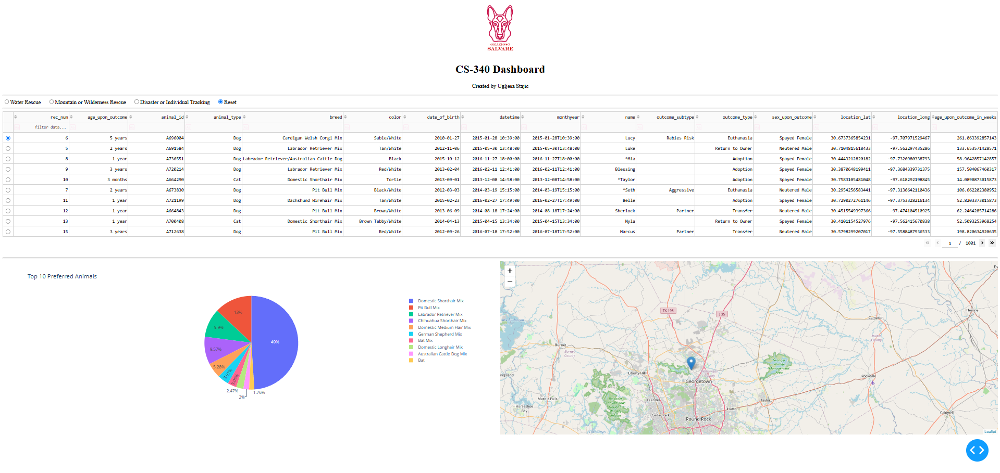 GRAZIOSO
SALVARE
CS-340 Dashboard
Created by Ugljesa Stajic
Water Rescue Mountain or Wilderness Rescue Disaster or Individual Tracking Reset
rec_num age_upon_outcome animal_id animal_type breed color date_of_birth datetime monthyear name outcome_subtype outcome_type sex_upon_outcome location_lat location_long age_upon_outcome_in_weeks
filter data...
6 5 years A696004 Dog Cardigan Welsh Corgi Mix Sable/White 2010-01-27 2015-01-28 10:39:00 2015-01-28T10:39:00 Lucy Rabies Risk Euthanasia Spayed Female 30.6737365854231 -97.707971529467 261.063392857143
5 2 years A691584 Dog Labrador Retriever Mix Tan/White 2012-11-06 2015-05-30 13:48:00 2015-05-30T13:48:00 Luke Return to Owner Neutered Male 30.7104815618433 -97.562297435286 133.653571428571
8 1 year A736551 Dog Labrador Retriever/Australian Cattle Dog Black 2015-10-12 2016-11-27 18:00:00 2016-11-27T18:00:00 *Mia Adoption Spayed Female 30.4443212820182 -97.7326980338793 58.9642857142857
9 3 years A720214 Dog Labrador Retriever Mix Red/White 2013-02-04 2016-02-11 12:41:00 2016-02-11T12:41:00 Blessing Adoption Spayed Female 30.3870648199411 -97.3684339731375 157.504067460317
10 3 months A664290 Cat Domestic Shorthair Mix Tortie 2013-09-01 2013-12-08 14:58:00 2013-12-08T14:58:00 *Taylor Adoption Spayed Female 30.7583105481048 -97.618292198845 14.0890873015873
7 2 years A673830 Dog Pit Bull Mix Black/White 2012-03-03 2014-03-19 15:15:00 2014-03-19T15:15:00 *Seth Aggressive Euthanasia Neutered Male 30.2954256583441 -97.3136642110436 106.662202380952
11 1 year A721199 Dog Dachshund Wirehair Mix Tan/White 2015-02-23 2016-02-27 17:49:00 2016-02-27T17:49:00 Belle Adoption Spayed Female 30.7290272761146 -97.3753328216134 52.8203373015873
12 1 year A664843 Dog Pit Bull Mix Brown/White 2013-06-09 2014-08-18 17:24:00 2014-08-18T17:24:00 Sherlock Partner Transfer Neutered Male 30.4515549397366 -97.474104510925 62.2464285714286
13 1 year A700408 Cat Domestic Shorthair Mix Brown Tabby/White 2014-04-13 2015-04-15 13:34:00 2015-04-15T13:34:00 Nyla Return to Owner Spayed Female 30.4101154527976 -97.562415670838 52.5093253968254
15 3 years A712638 Dog Pit Bull Mix Red/White 2012-09-26 2016-07-18 17:52:00 2016-07-18T17:52:00 Marcus Partner Transfer Neutered Male 30.5798299207017 -97.5588487936533 198.820634920635
1 / 1001
Top 10 Preferred Animals
49%
13%
9.9%
9.57%
5.28%
3.92%
3.06%
2.47%
2%
1.76%
Domestic Shorthair Mix
Pit Bull Mix
Labrador Retriever Mix
Chihuahua Shorthair Mix
Domestic Medium Hair Mix
German Shepherd Mix
Bat Mix
Domestic Longhair Mix
Australian Cattle Dog Mix
Bat
+
−
TX 195
I 35
Lake Buchanan
Hearne
Cameron
Milam
County
Burnet
Burnet
County
Granger
Wildlife
Management
Area
Liberty Hill
Williamson
County
Georgetown
Rockdale
ingsland
Marble Falls
Horseshoe
Bay
Balcones
Canyonlands
National
Wildlife
Refuge
Leander
Taylor
Hutto
Cedar Park
Round Rock
Caldwell
Lake Travis
Leaflet